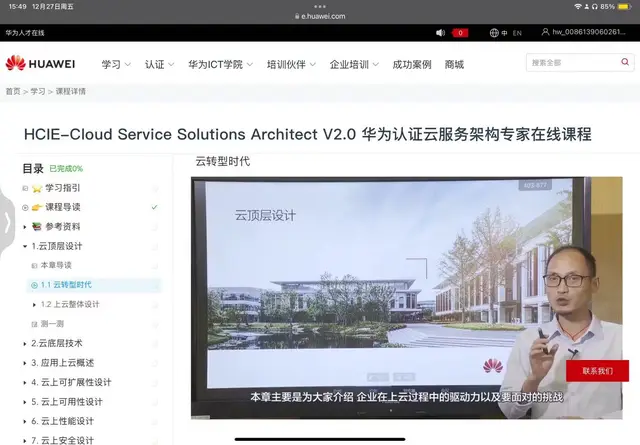 15:49 12月27日周五
85%
e.huawei.com
华为人才在线
0
中 EN
hw_0086139060261...
HUAWEI
学习 认证 华为ICT学院 培训伙伴 企业培训 成功案例 商城
搜索全部
首页 > 学习 > 课程详情
HCIE-Cloud Service Solutions Architect V2.0 华为认证云服务架构专家在线课程
目录 已完成0%
学习指引
课程导读
参考资料
1.云顶层设计
本章导读
1.1 云转型时代
1.2 上云整体设计
测一测
2.云底层技术
3. 应用上云概述
4. 云上可扩展性设计
5. 云上可用性设计
6. 云上性能设计
7. 云上安全设计
云转型时代
云顶层设计
本章主要是为大家介绍 企业在上云过程中的驱动力以及要面对的挑战
联系我们